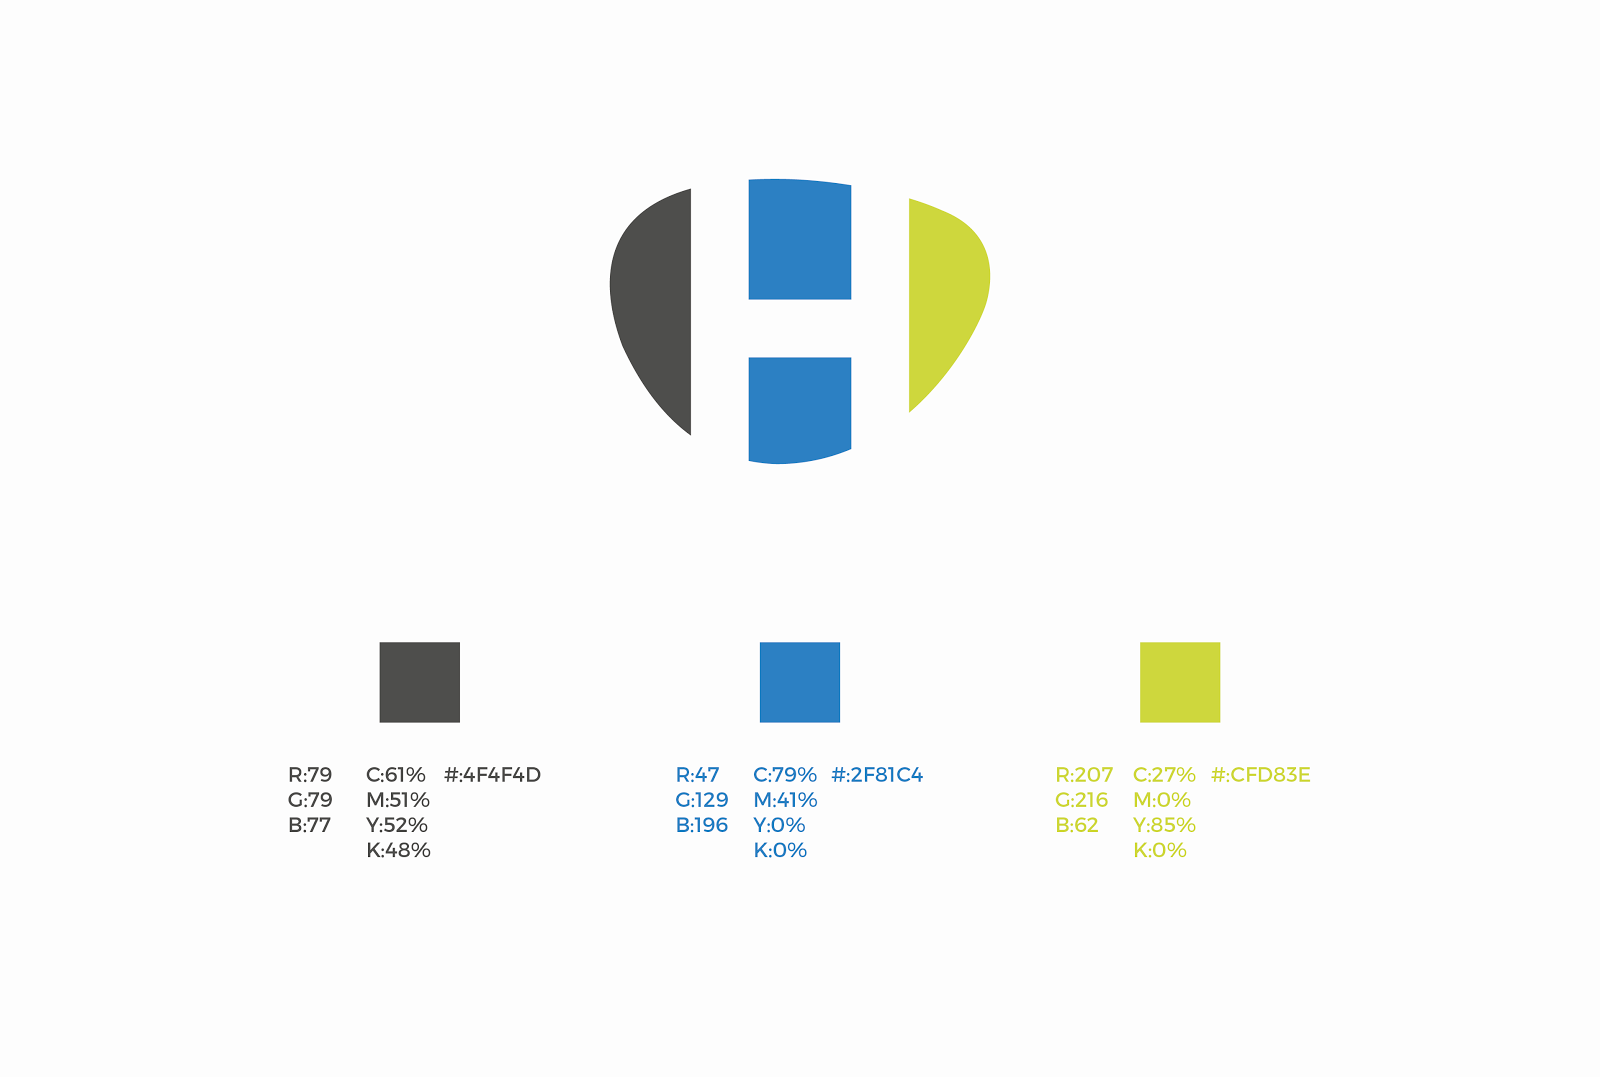 R:79 C:61% #:4F4F4D
G:79 M:51%
B:77 Y:52%
K:48%
R:47 C:79% #:2F81C4
G:129 M:41%
B:196 Y:0%
K:0%
R:207 C:27% #:CFD83E
G:216 M:0%
B:62 Y:85%
K:0%